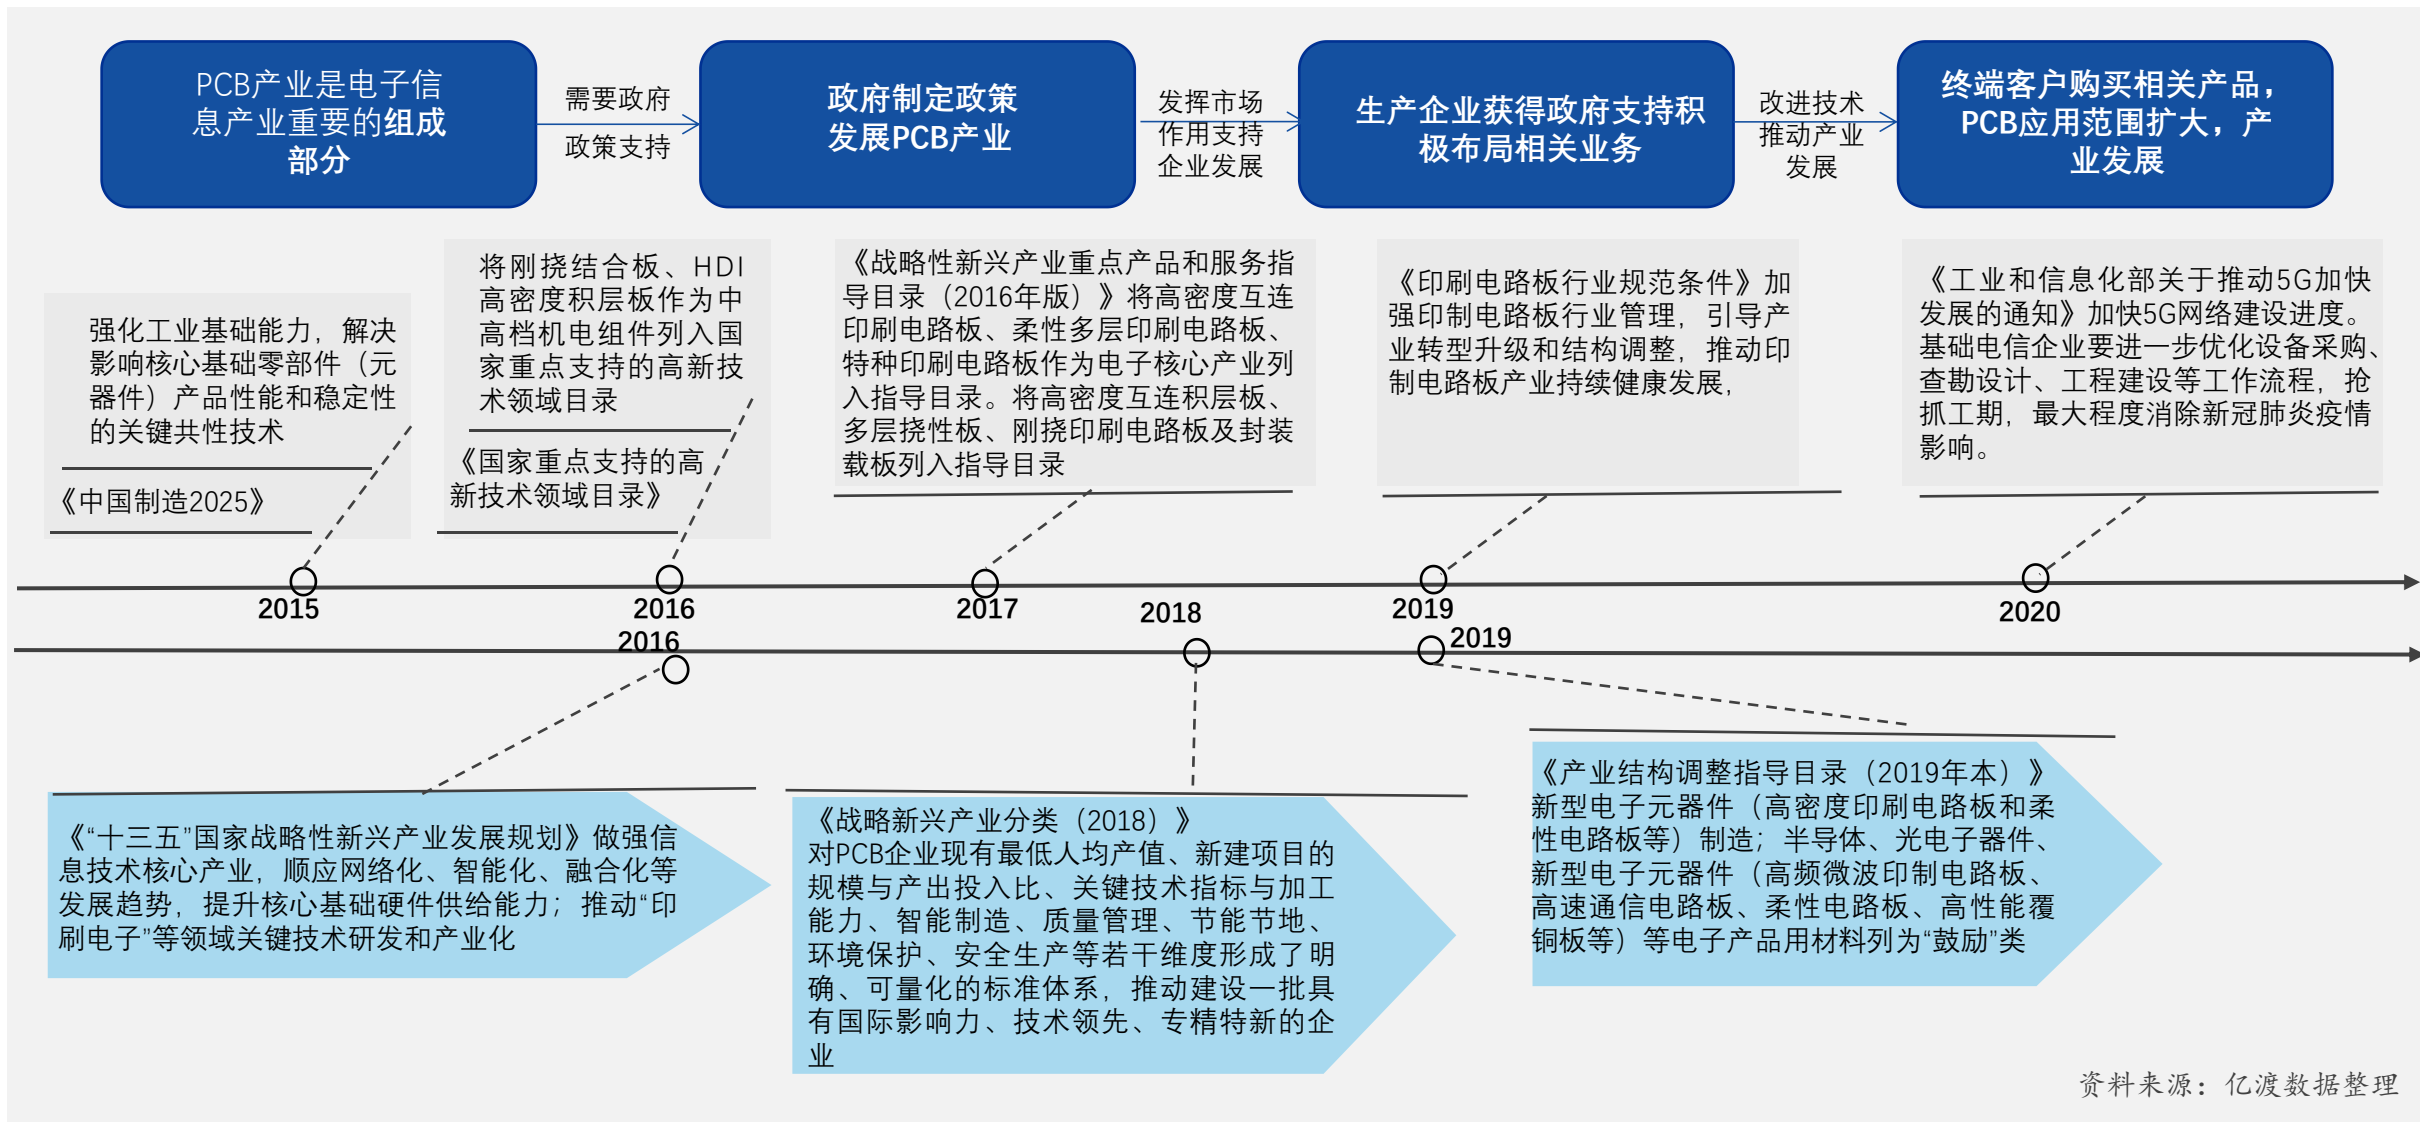 PCB产业是电子信
息产业重要的组成
部分
需要政府
政策支持
政府制定政策
发展PCB产业
发挥市场
作用支持
企业发展
生产企业获得政府支持积
极布局相关业务
改进技术
推动产业
发展
终端客户购买相关产品，
PCB应用范围扩大，产
业发展
强化工业基础能力，解决
影响核心基础零部件（元
器件）产品性能和稳定性
的关键共性技术
《中国制造2025》
将刚挠结合板、HDI
高密度积层板作为中
高档机电组件列入国
家重点支持的高新技
术领域目录
《国家重点支持的高
新技术领域目录》
《战略性新兴产业重点产品和服务指
导目录（2016年版）》将高密度互连
印刷电路板、柔性多层印刷电路板、
特种印刷电路板作为电子核心产业列
入指导目录。将高密度互连积层板、
多层挠性板、刚挠印刷电路板及封装
载板列入指导目录
《印刷电路板行业规范条件》加
强印制电路板行业管理，引导产
业转型升级和结构调整，推动印
制电路板产业持续健康发展，
《工业和信息化部关于推动5G加快
发展的通知》加快5G网络建设进度。
基础电信企业要进一步优化设备采购、
查勘设计、工程建设等工作流程，抢
抓工期，最大程度消除新冠肺炎疫情
影响。
2015
2016
2017
2018
2019
2020
2016
2019
《“十三五”国家战略性新兴产业发展规划》做强信
息技术核心产业，顺应网络化、智能化、融合化等
发展趋势，提升核心基础硬件供给能力；推动“印
刷电子”等领域关键技术研发和产业化
《战略新兴产业分类（2018）》
对PCB企业现有最低人均产值、新建项目的
规模与产出投入比、关键技术指标与加工
能力、智能制造、质量管理、节能节地、
环境保护、安全生产等若干维度形成了明
确、可量化的标准体系，推动建设一批具
有国际影响力、技术领先、专精特新的企
业
《产业结构调整指导目录（2019年本）》
新型电子元器件（高密度印刷电路板和柔
性电路板等）制造；半导体、光电子器件、
新型电子元器件（高频微波印制电路板、
高速通信电路板、柔性电路板、高性能覆
铜板等）等电子产品用材料列为“鼓励”类
资料来源：亿渡数据整理